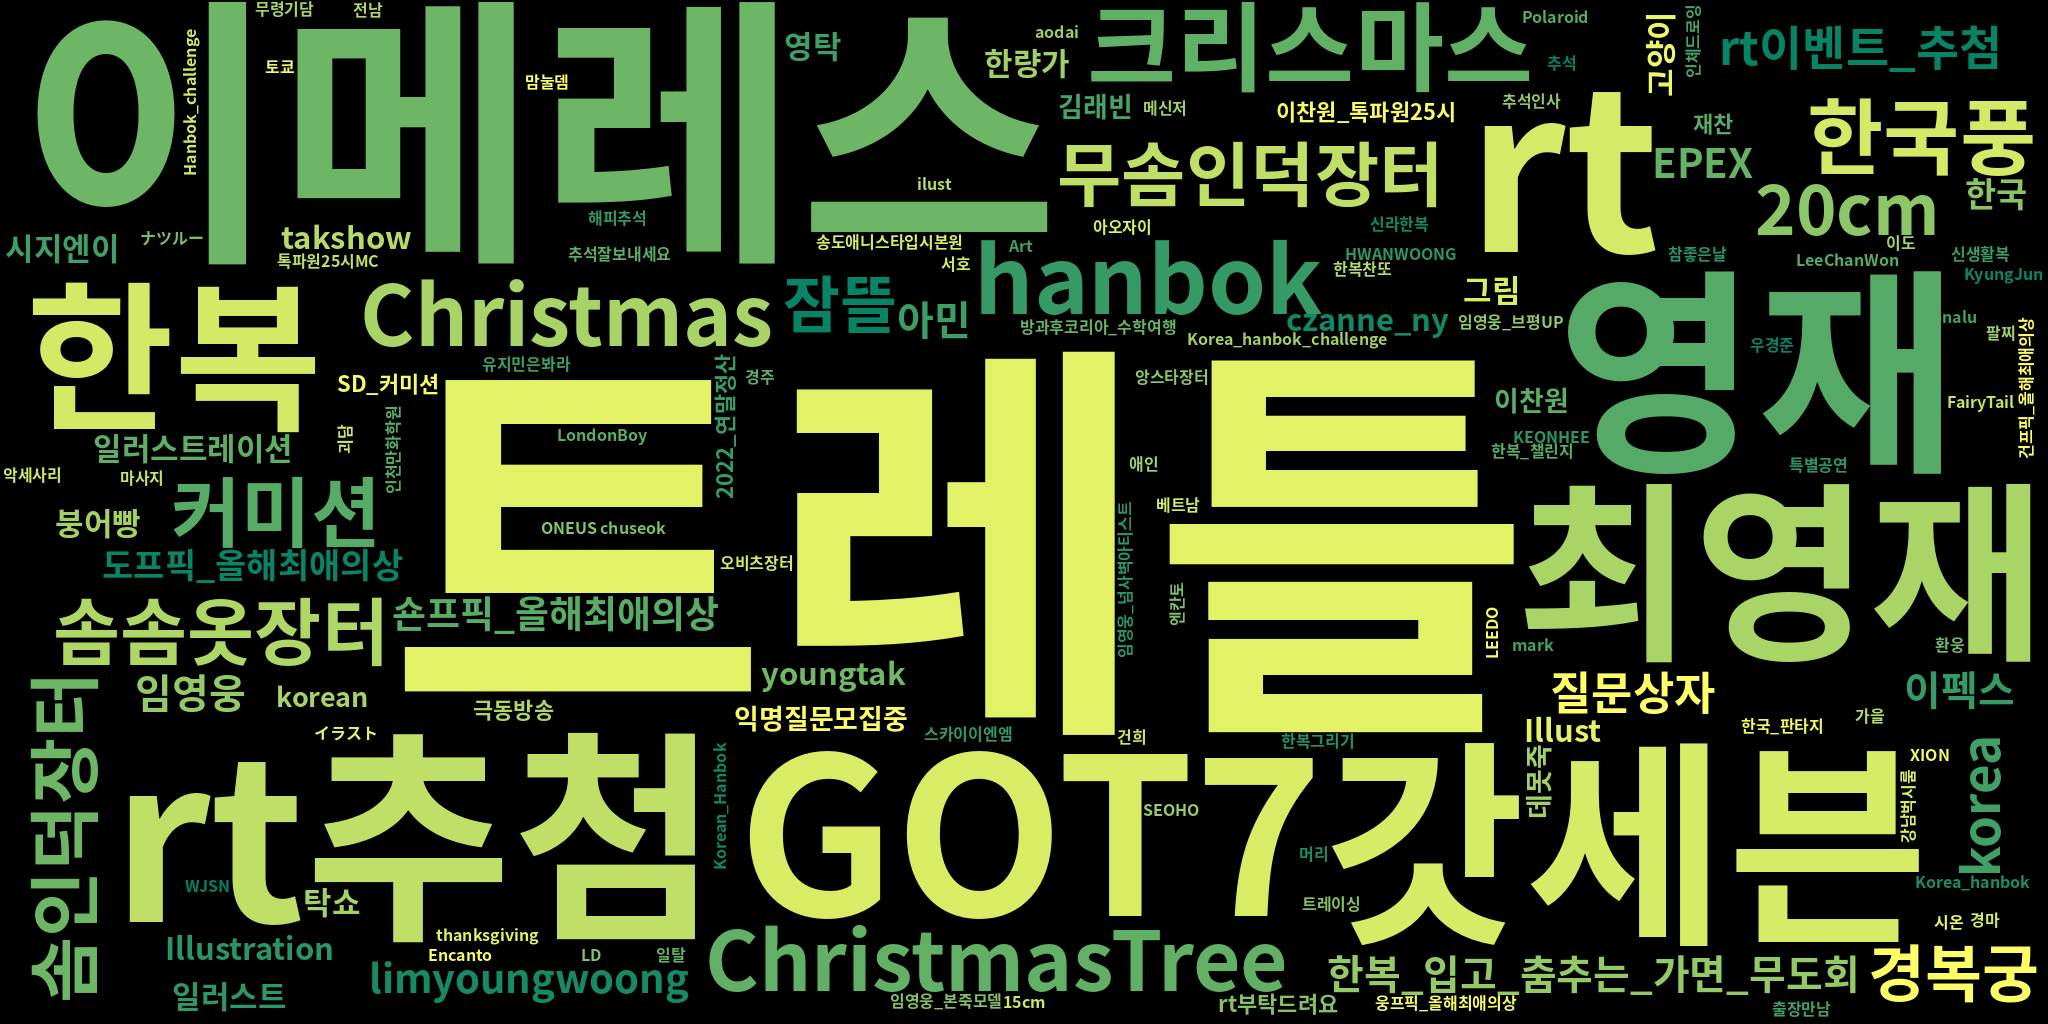 이메레스
무령기담
전남
Hanbok_challenge
토쿄
맘눌뎀
영탁
aodai
한량가
크리스마스
Polaroid
추석
고양이
인체드로잉
rt이벤트_추첨
김래빈
메신저
이찬원_톡파원25시
추석인사
rt
재찬
EPEX
한국풍
무솜인덕장터
20cm
한국
ilust
해피추석
아오자이
신라한복
시지엔이
ナツルー
takshow
톡파원25시MC
추석잘보내세요
송도애니스타입시본원
서호
Art
hanbok
HWANWOONG
한복찬또
이도
참좋은날
LeeChanWon
신생활복
KyungJun
한복
Christmas
잠뜰
아민
방과후코리아_수학여행
czanne_ny
그림
임영웅_브평UP
Korea_hanbok_challenge
영재
nalu
팔찌
우경준
건프픽_올해최애의상
유지민은봐라
SD_커미션
2022_연말정산
경주
앙스타장터
이찬원
FairyTail
트레틀
일러스트레이션
괴담
인천만화학원
LondonBoy
KEONHEE
한복_챌린지
특별공연
악세사리
마사지
애인
붕어빵
커미션
ONEUS chuseok
베트남
임영웅_넘사벽아티스트
최영재
도프픽_올해최애의상
오비츠장터
엔칸토
솜솜옷장터
숀프픽_올해최애의상
LEEDO
mark
환웅
솜인덕장터
임영웅
korean
youngtak
질문상자
이펙스
극동방송
익명질문모집중
스카이이엔엠
건희
한복그리기
Illust
한국_판타지
가을
イラスト
rt추첨
Korean_Hanbok
GOT7
갓세븐
데못죽
XION
강남벅시룸
korea
SEOHO
머리
WJSN
탁쇼
트레이싱
Korea_hanbok
시온
경마
Illustration
thanksgiving
Encanto
LD
일탈
ChristmasTree
한복_입고_춤추는_가면_무도회
경복궁
일러스트
limyoungwoong
임영웅_본죽모델
15cm
rt부탁드려요
웅프픽_올해최애의상
출장만남